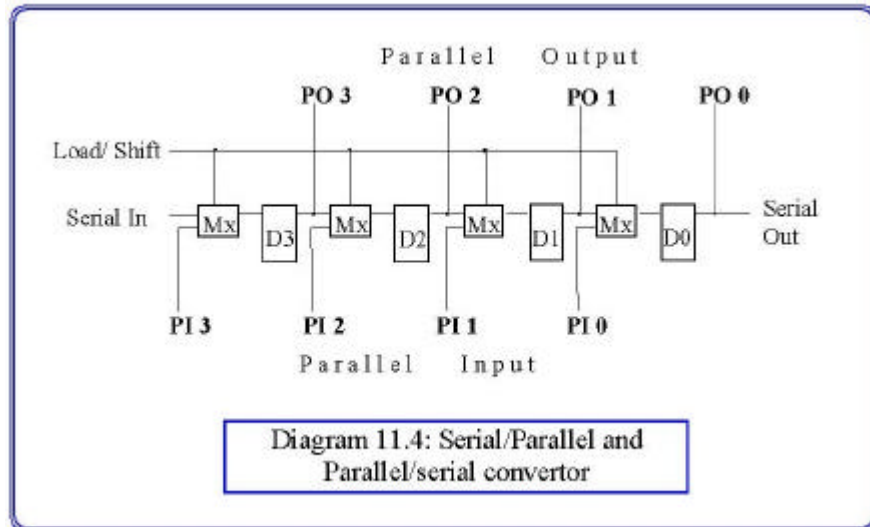 Parallel Output
PO 3 PO 2 PO 1 PO 0
Load/ Shift
Serial In Mx D3 Mx D2 Mx D1 Mx D0 Serial
Out
PI 3 PI 2 PI 1 PI 0
Parallel Input
Diagram 11.4: Serial/Parallel and
Parallel/serial convertor